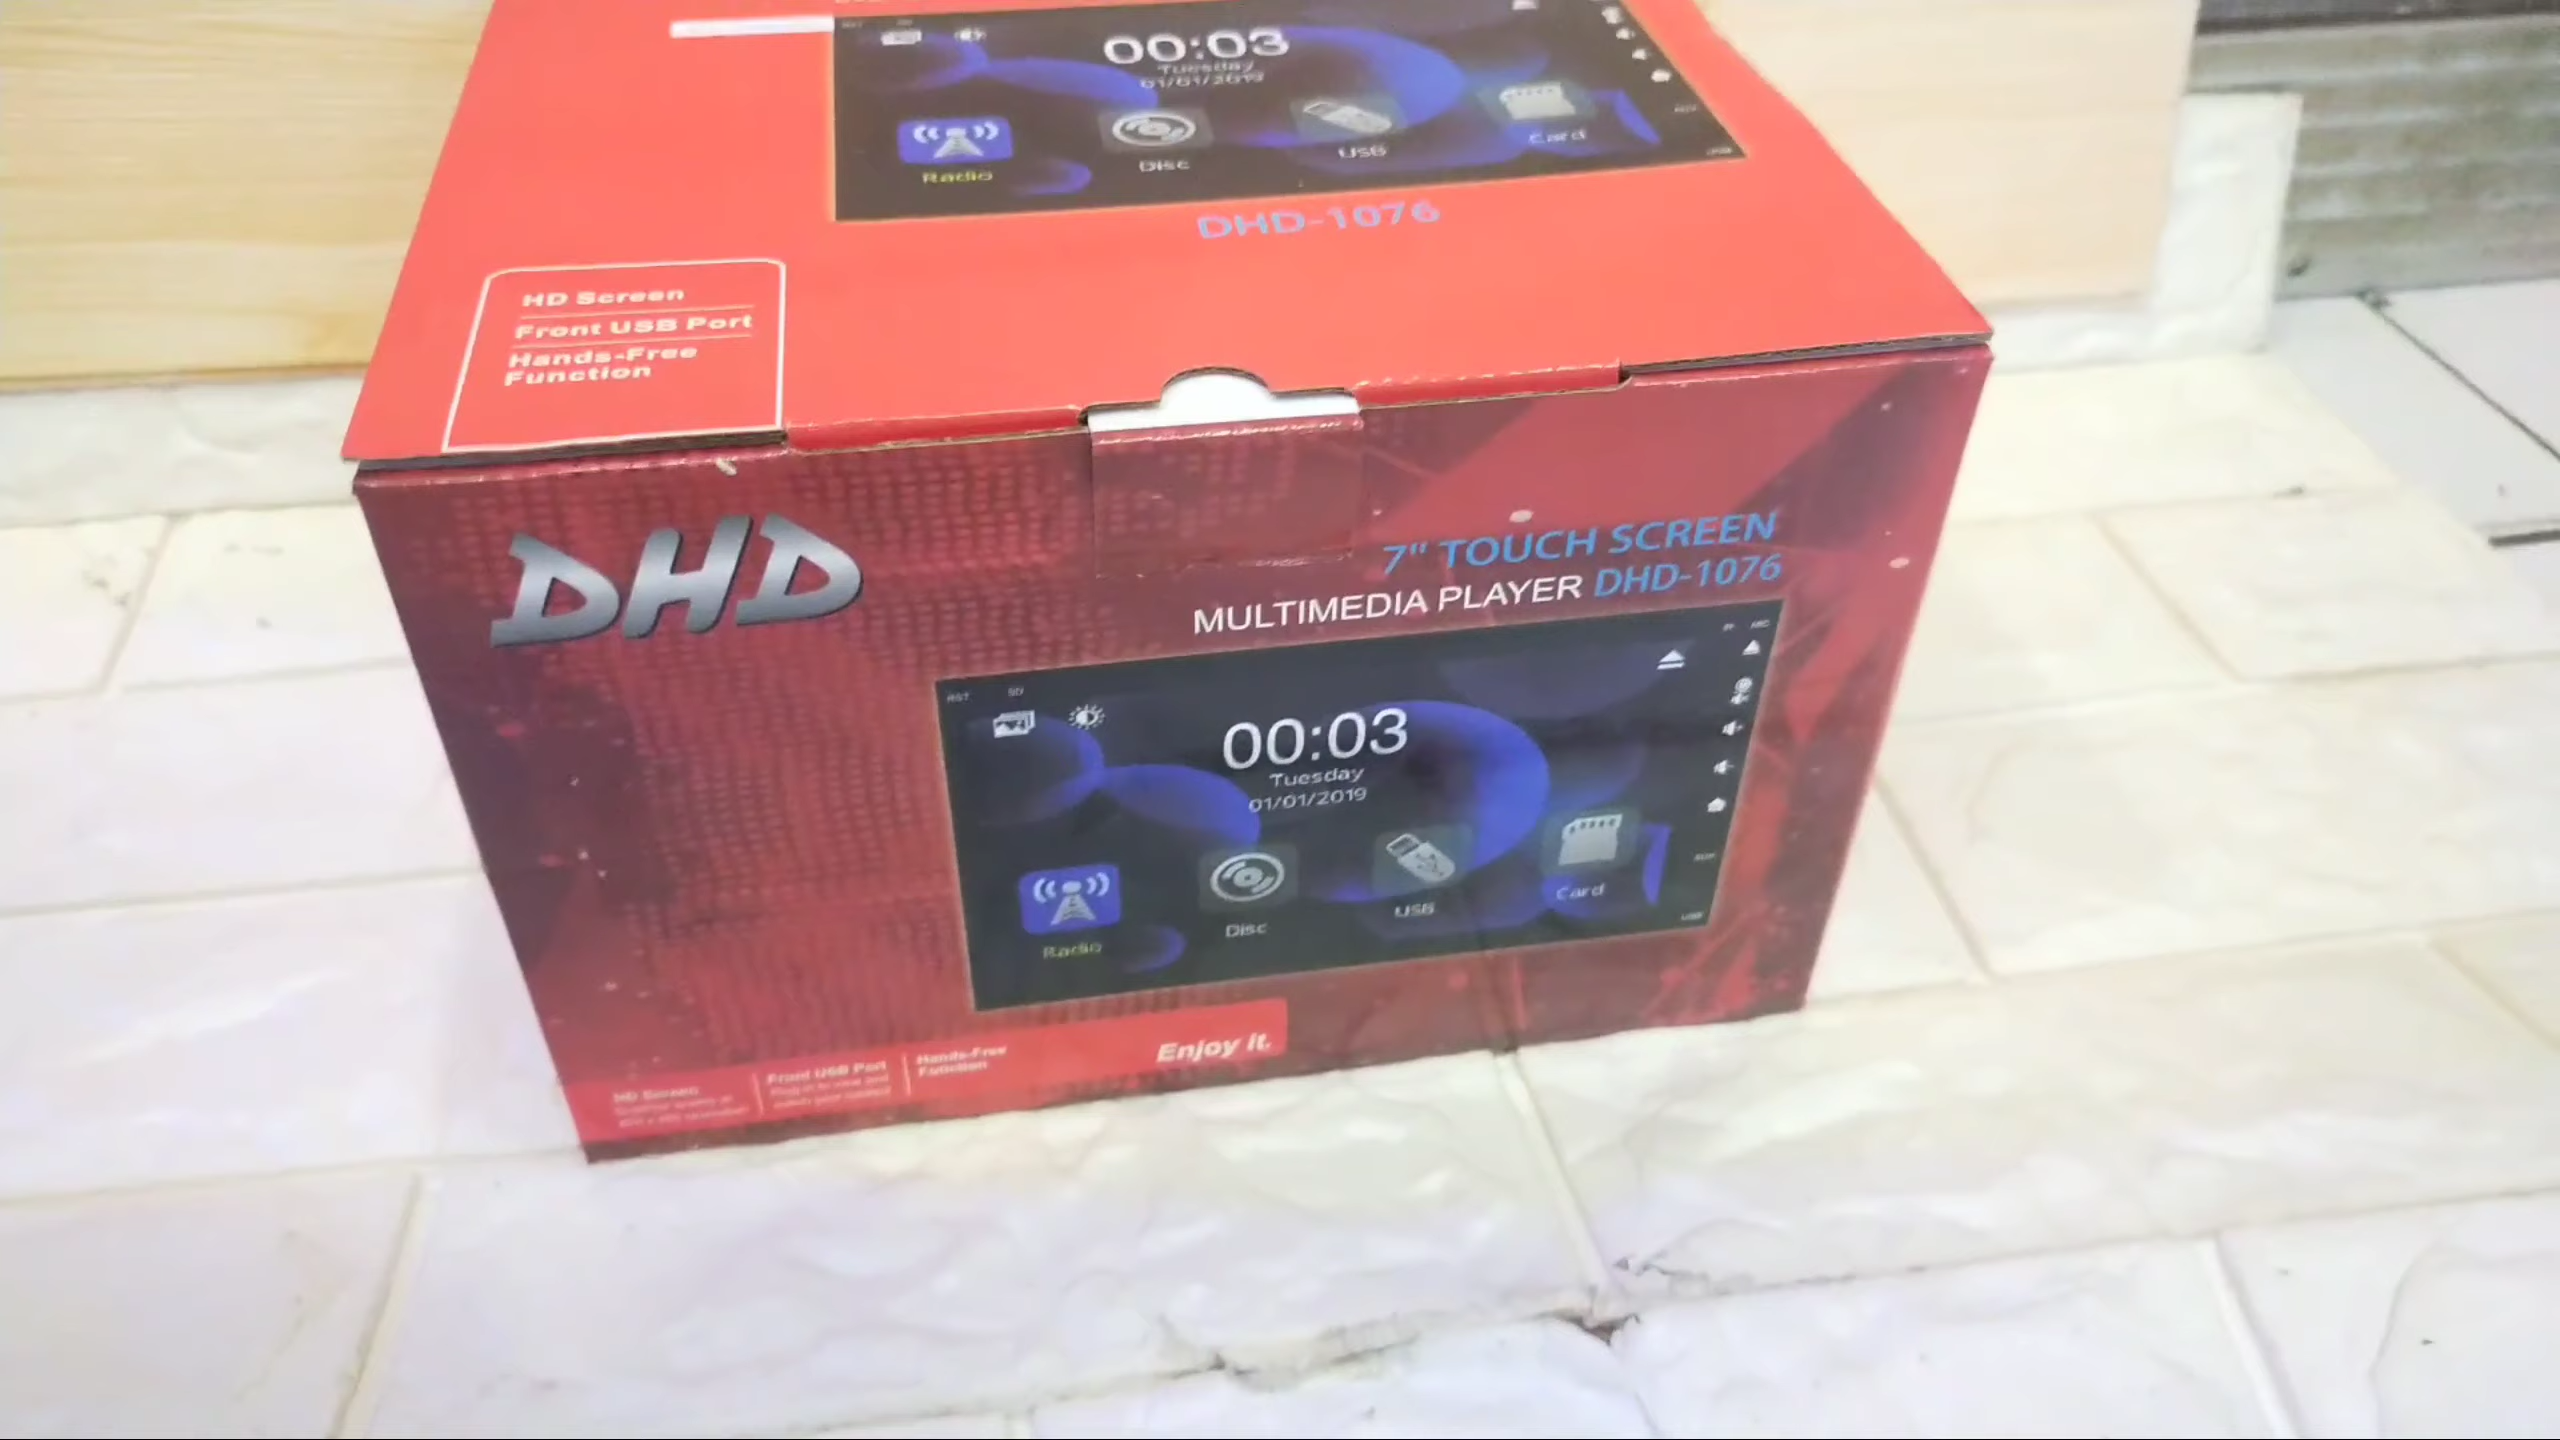 00:03
Tuesday
01/01/2019
Radio
Disc
USB
Card
DHD-1076
HD Screen
Front USB Port
Hands-Free
Function
DHD
7" TOUCH SCREEN
MULTIMEDIA PLAYER DHD-1076
RST
SD
00:03
Tuesday
01/01/2019
Radio
Disc
USB
Card
HD Screen
Front USB Port
Hands-Free
Function
Enjoy it.